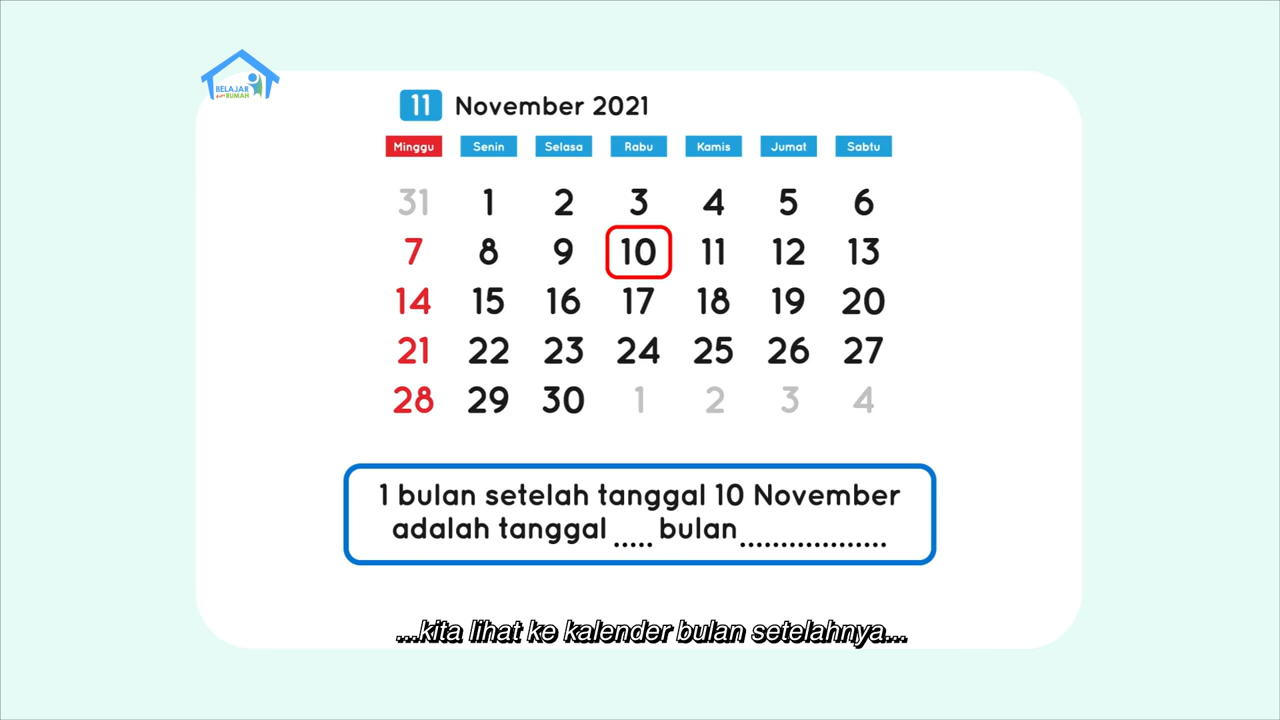 BELAJAR
dari RUMAH
11 November 2021
Minggu Senin Selasa Rabu Kamis Jumat Sabtu
31 1 2 3 4 5 6
7 8 9 10 11 12 13
14 15 16 17 18 19 20
21 22 23 24 25 26 27
28 29 30 1 2 3 4
1 bulan setelah tanggal 10 November
adalah tanggal ..... bulan ..................
...kita lihat ke kalender bulan setelahnya...